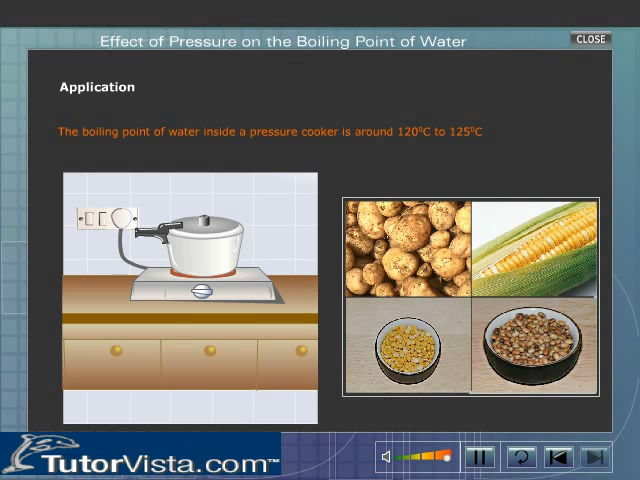 Effect of Pressure on the Boiling Point of Water
CLOSE
Application
The boiling point of water inside a pressure cooker is around 120⁰C to 125⁰C
TutorVista.com™